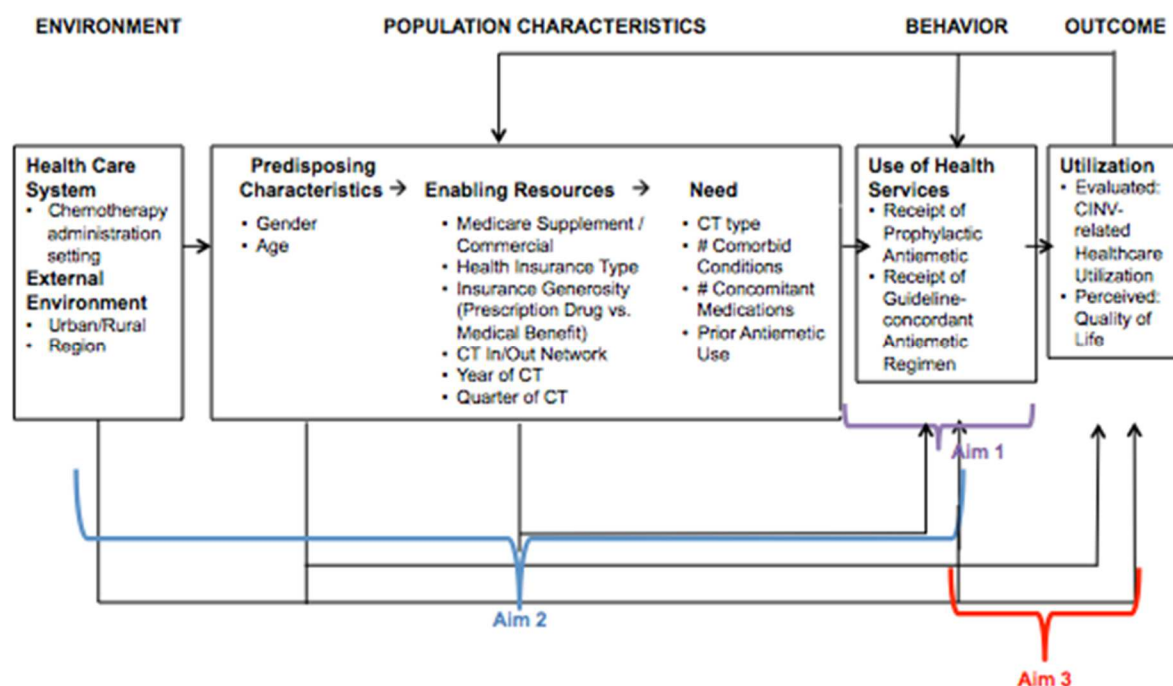 ENVIRONMENT
POPULATION CHARACTERISTICS
BEHAVIOR
OUTCOME
Health Care
System
• Chemotherapy
administration
setting
External
Environment
• Urban/Rural
• Region
Predisposing
Characteristics →
• Gender
• Age
Enabling Resources →
• Medicare Supplement /
Commercial
• Health Insurance Type
• Insurance Generosity
(Prescription Drug vs.
Medical Benefit)
• CT In/Out Network
• Year of CT
• Quarter of CT
Need
• CT type
• # Comorbid
Conditions
• # Concomitant
Medications
• Prior Antiemetic
Use
Use of Health
Services
• Receipt of
Prophylactic
Antiemetic
• Receipt of
Guideline-
concordant
Antiemetic
Regimen
Utilization
• Evaluated:
CINV-
related
Healthcare
Utilization
• Perceived:
Quality of
Life
Aim 1
Aim 2
Aim 3